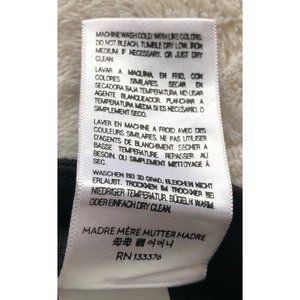 MACHINE WASH COLD WITH LIKE COLORS.
DO NOT BLEACH. TUMBLE DRY LOW. IRON
MEDIUM IF NECESSARY. OR JUST DRY
CLEAN.
LAVAR A MAQUINA, EN FRIO, CON
COLORES SIMILARES. SECAR EN
SECADORA BAJA TEMPERATURA NO USAR
AGENTE BLANQUEADOR. PLANCHAR A
TEMPERATURA MEDIA SI ES NECESARIO, O
SIMPLEMENTE SECO.
LAVER EN MACHINE A FROID AVEC DES
COULEURS SIMILAIRES. NE PAS UTILISER
D'AGENTS DE BLANCHIMENT. SECHER A
BASSE TEMPERATURE. REPASSER AU
BESOIN, OU SIMPLEMENT NETTOYAGE À
SEC.
WASCHEN BEI 30 GRAD, BLEICHEN NICHT
ERLAUBT. TROCKNEN IM TROCKNER BEI
NIEDRIGER TEMPERATUR. BÜGELN WARM
ODER EINFACH DRY CLEAN.
MADRE MÈRE MUTTER MADRE
母母 어머니
RN 133376